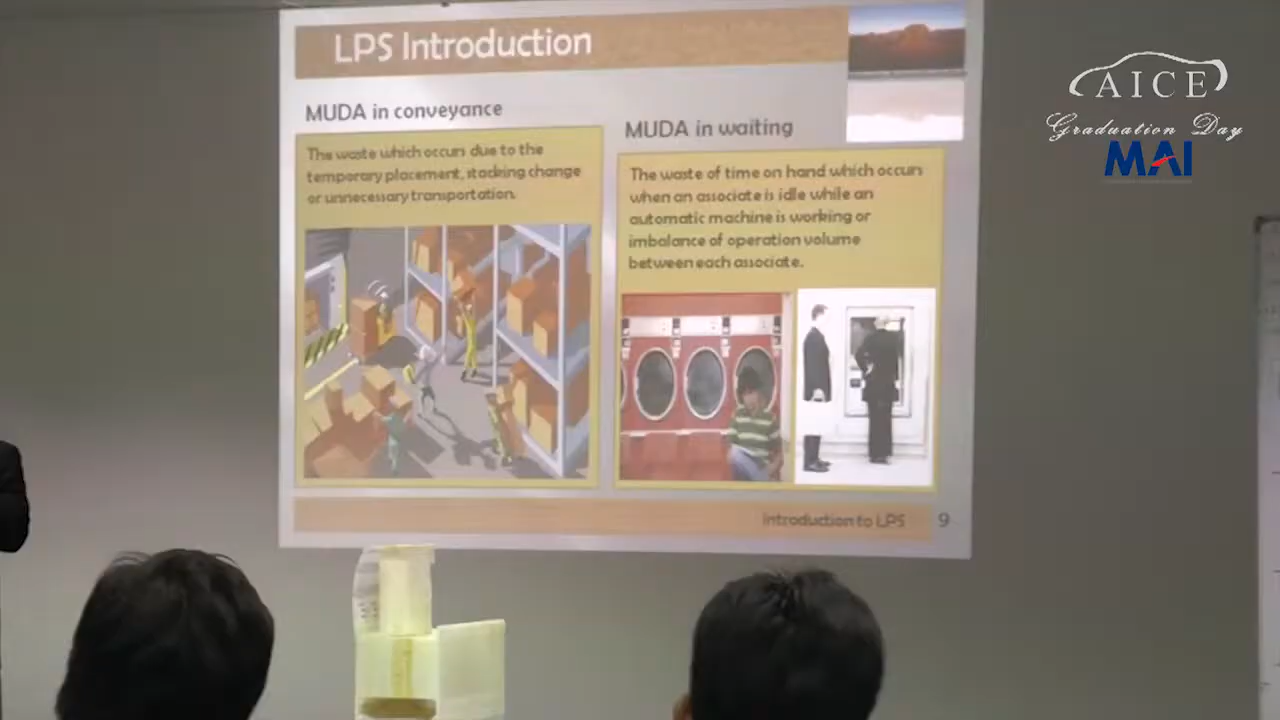 LPS Introduction
MUDA in conveyance
The waste which occurs due to the
temporary placement, stacking change
or unnecessary transportation.
MUDA in waiting
The waste of time on hand which occurs
when an associate is idle while an
automatic machine is working or
imbalance of operation volume
between each associate.
Introduction to LPS 9
AICE
Graduation Day
MAI